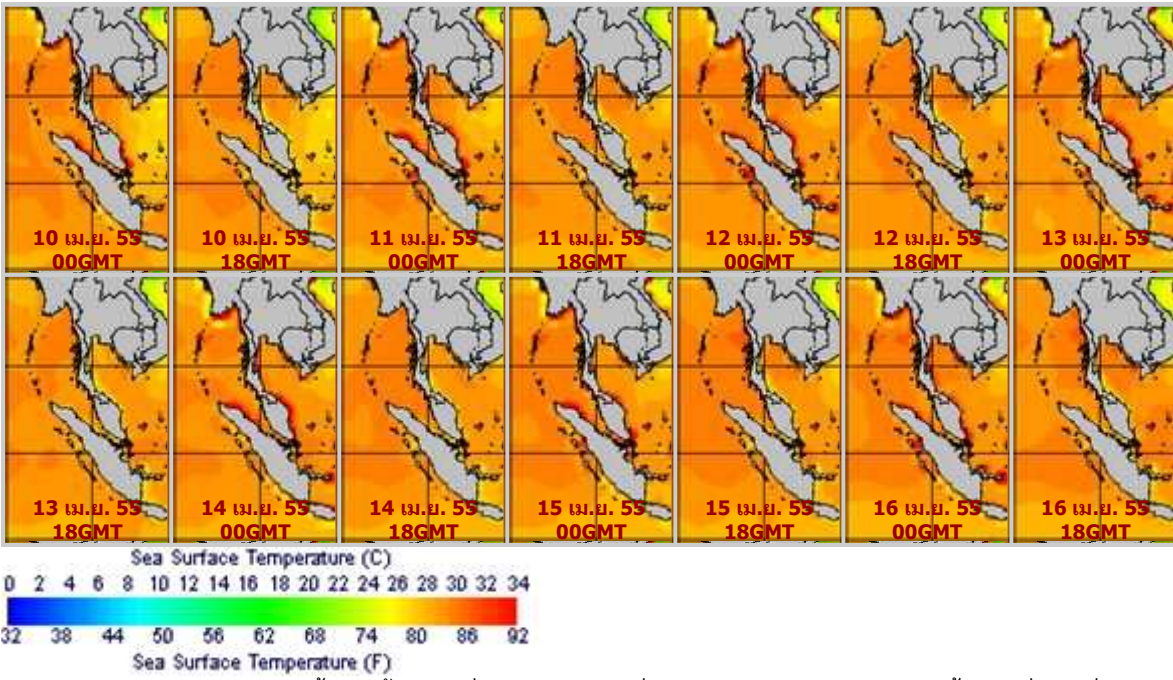 10 เม.ย. 55
00GMT
10 เม.ย. 55
18GMT
11 เม.ย. 55
00GMT
11 เม.ย. 55
18GMT
12 เม.ย. 55
00GMT
12 เม.ย. 55
18GMT
13 เม.ย. 55
00GMT
13 เม.ย. 55
18GMT
14 เม.ย. 55
00GMT
14 เม.ย. 55
18GMT
15 เม.ย. 55
00GMT
15 เม.ย. 55
18GMT
16 เม.ย. 55
00GMT
16 เม.ย. 55
18GMT
Sea Surface Temperature (C)
0 2 4 6 8 10 12 14 16 18 20 22 24 26 28 30 32 34
32 38 44 50 56 62 68 74 80 86 92
Sea Surface Temperature (F)